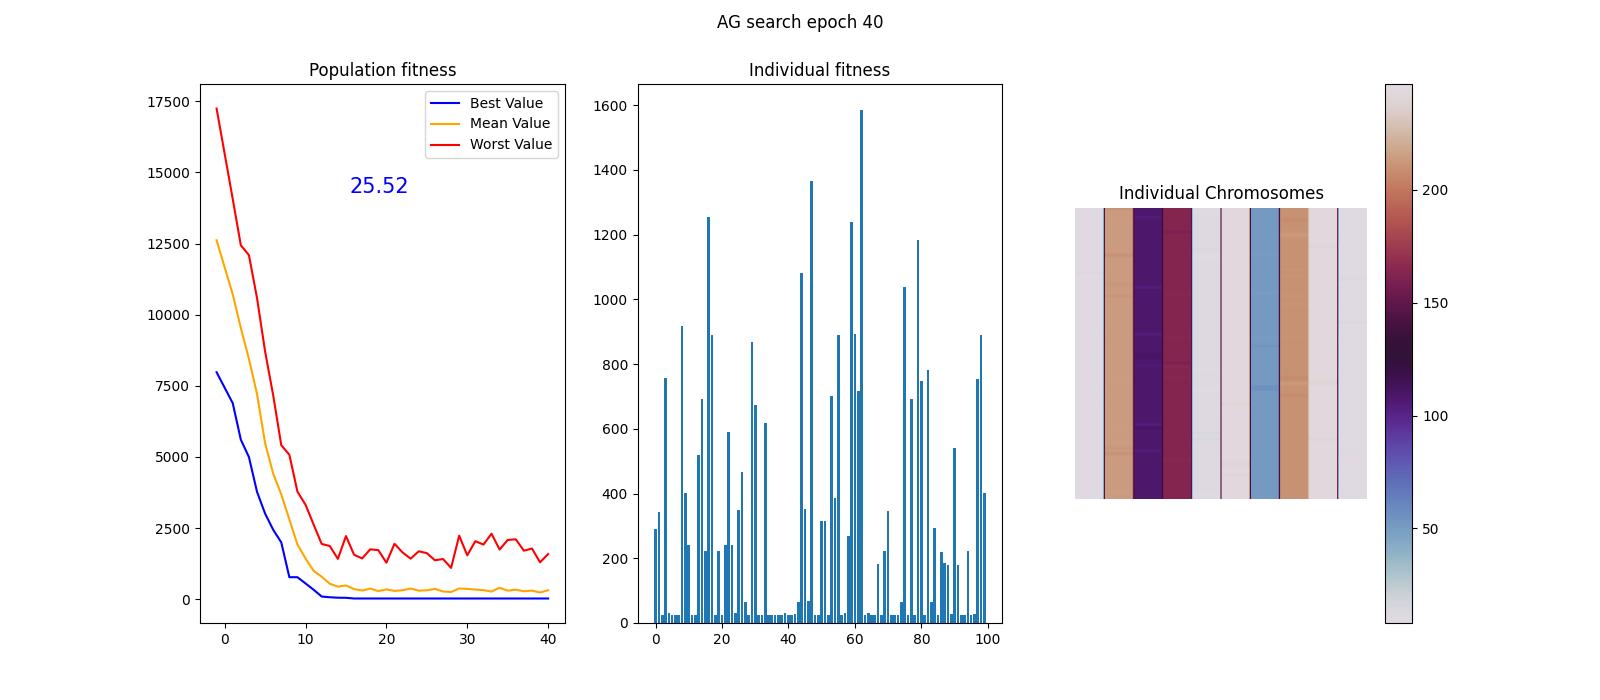 AG search epoch 40
Population fitness
17500
15000
12500
10000
7500
5000
2500
0
0 10 20 30 40
Best Value
Mean Value
Worst Value
25.52
Individual fitness
1600
1400
1200
1000
800
600
400
200
0
0 20 40 60 80 100
Individual Chromosomes
200
150
100
50